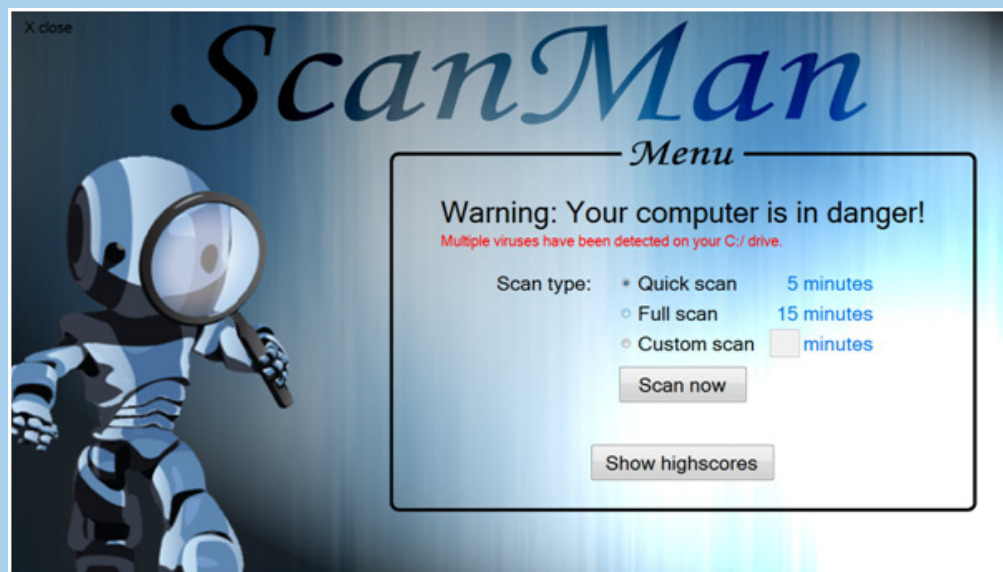 X close
ScanMan
Menu
Warning: Your computer is in danger!
Multiple viruses have been detected on your C:/ drive.
Scan type: Quick scan 5 minutes
Full scan 15 minutes
Custom scan minutes
Scan now
Show highscores